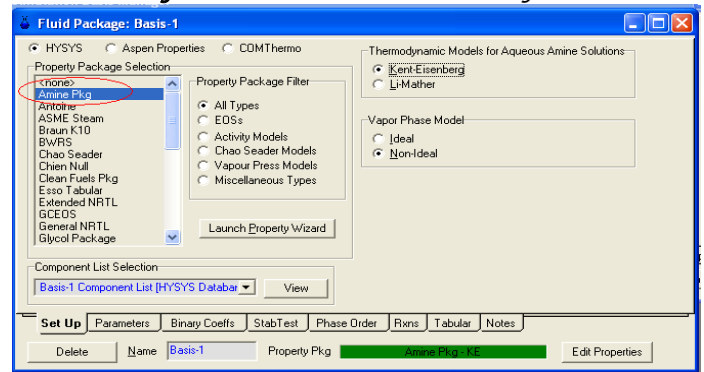 Fluid Package: Basis-1
HYSYS Aspen Properties COMThermo
Property Package Selection
<none>
Amine Pkg
Antoine
ASME Steam
Braun K10
BWRS
Chao Seader
Chien Null
Clean Fuels Pkg
Esso Tabular
Extended NRTL
GCEOS
General NRTL
Glycol Package
Property Package Filter
All Types
EOSs
Activity Models
Chao Seader Models
Vapour Press Models
Miscellaneous Types
Launch Property Wizard
Component List Selection
Basis-1 Component List [HYSYS Databar
View
Thermodynamic Models for Aqueous Amine Solutions
Kent-Eisenberg
Li-Mather
Vapor Phase Model
Ideal
Non-Ideal
Set Up Parameters Binary Coeffs StabTest Phase Order Rxns Tabular Notes
Delete Name Basis-1 Property Pkg Amine Pkg - KE Edit Properties